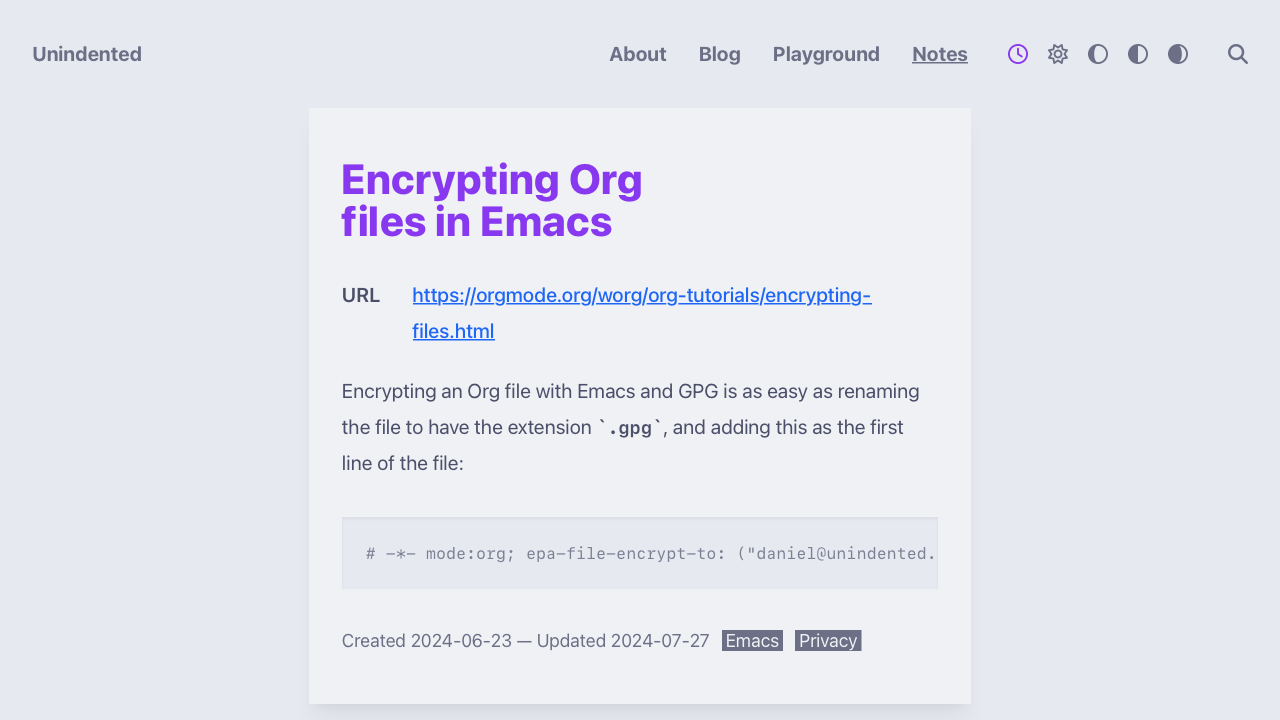 Unindented
About Blog Playground Notes
Encrypting Org
files in Emacs
URL https://orgmode.org/worg/org-tutorials/encrypting-
files.html
Encrypting an Org file with Emacs and GPG is as easy as renaming
the file to have the extension `.gpg`, and adding this as the first
line of the file:
# -*- mode:org; epa-file-encrypt-to: ("daniel@unindented.
Created 2024-06-23 — Updated 2024-07-27 Emacs Privacy